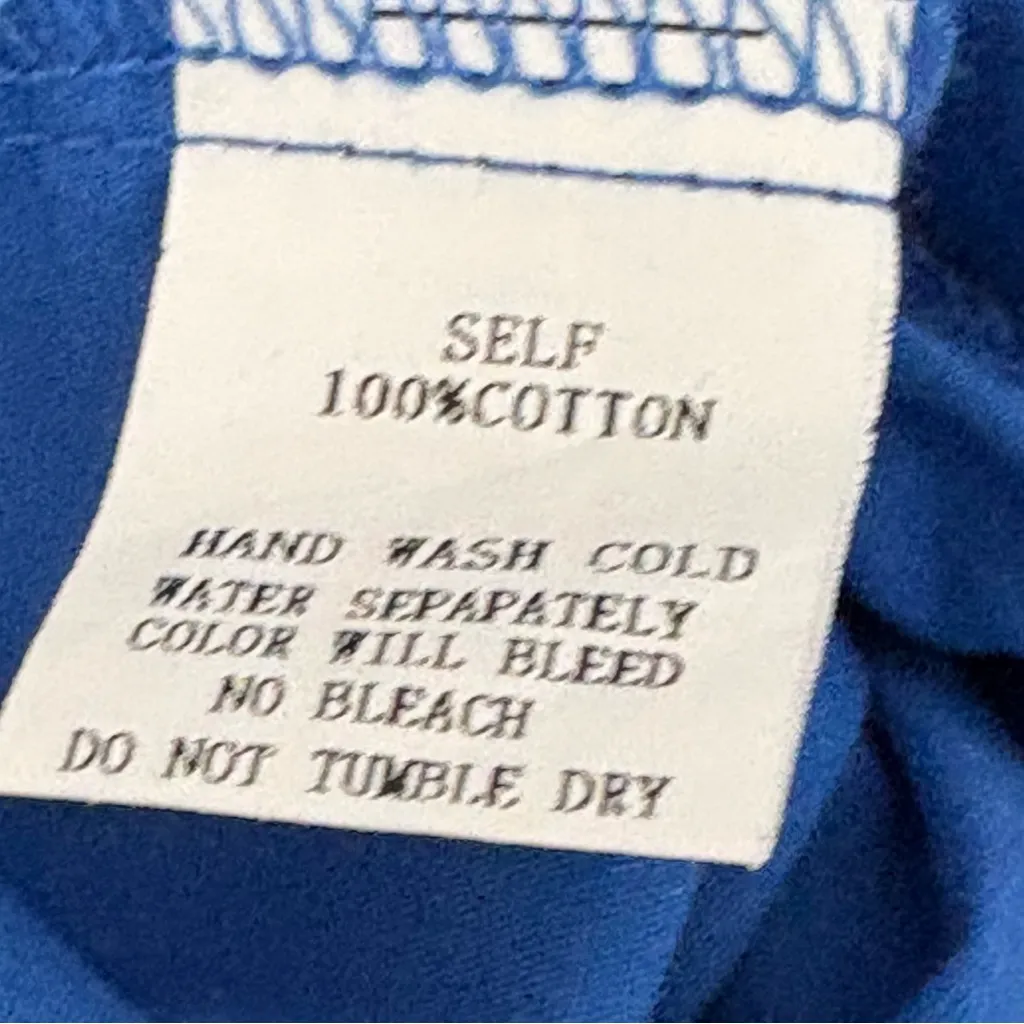 SELF
100%COTTON
HAND WASH COLD
WATER SEPAPATELY
COLOR WILL BLEED
NO BLEACH
DO NOT TUMBLE DRY